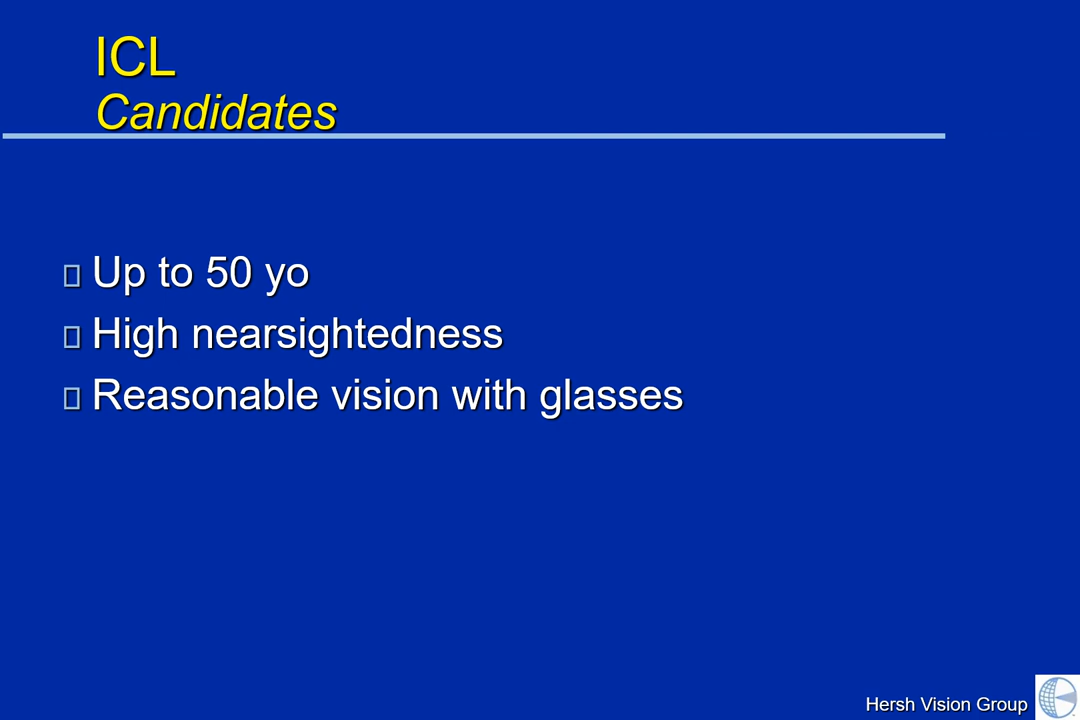 ICL
Candidates
Up to 50 yo
High nearsightedness
Reasonable vision with glasses
Hersh Vision Group